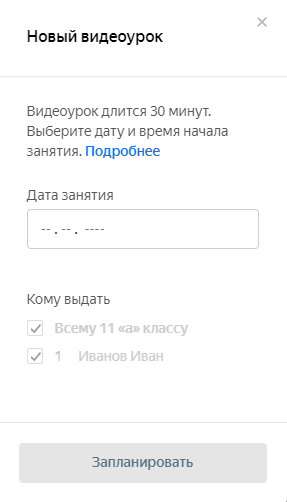 Новый видеоурок
Видеоурок длится 30 минут.
Выберите дату и время начала
занятия. Подробнее
Дата занятия
-- . -- . ----
Кому выдать
Всему 11 «а» классу
1 Иванов Иван
Запланировать